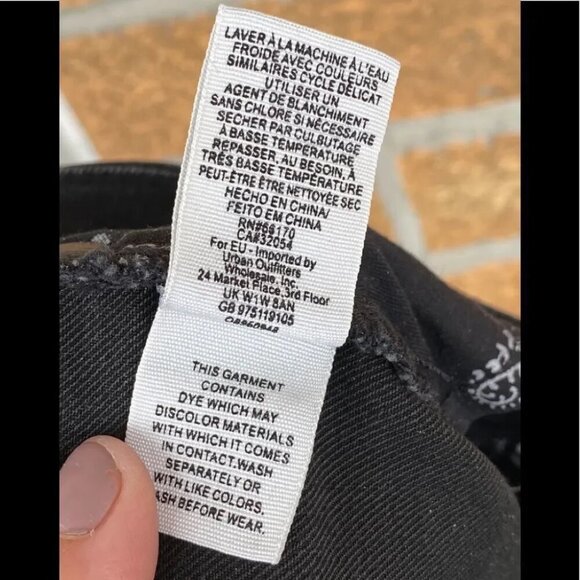 LAVER À LA MACHINE À L'EAU
FROIDE AVEC COULEURS
SIMILAIRES CYCLE DÉLICAT
UTILISER UN
AGENT DE BLANCHIMENT
SANS CHLORE SI NÉCESSAIRE
SECHER PAR CULBUTAGE
À BASSE TEMPÉRATURE
REPASSER, AU BESOIN, À
TRÈS BASSE TEMPÉRATURE
PEUT-ÊTRE ÊTRE NETTOYÉE SEC
HECHO EN CHINA/
FEITO EM CHINA
RN#66170
CA#32054
For EU - Imported by
Urban Outfitters
Wholesale, Inc.
24 Market Place,3rd Floor
UK W1W 8AN
GB 975119105
THIS GARMENT
CONTAINS
DYE WHICH MAY
DISCOLOR MATERIALS
WITH WHICH IT COMES
IN CONTACT.WASH
SEPARATELY OR
WITH LIKE COLORS.
ASH BEFORE WEAR.